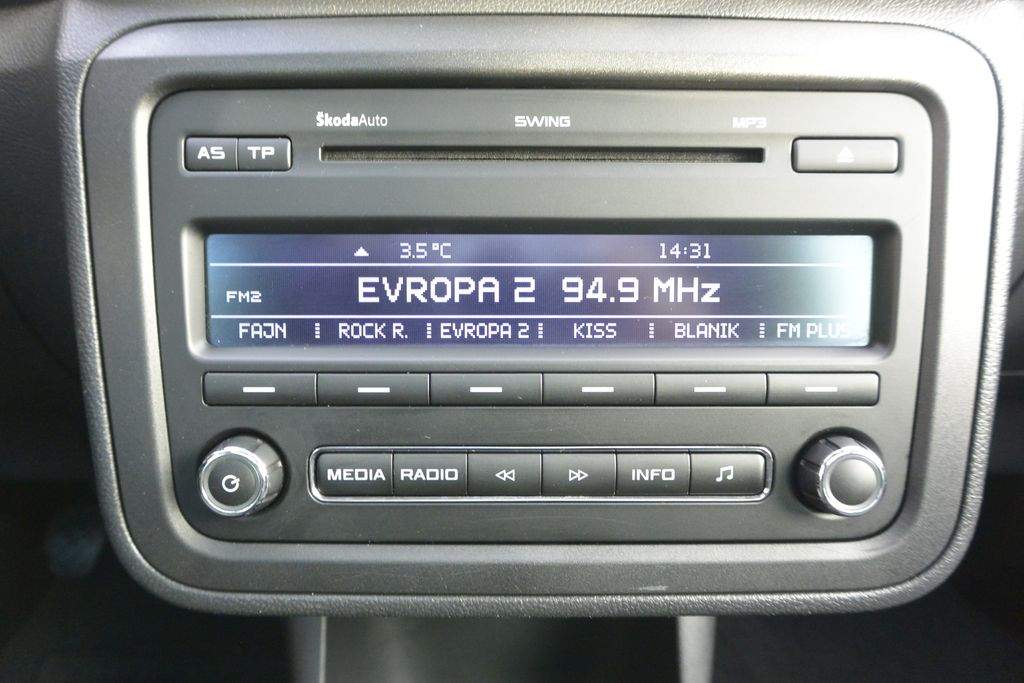 ŠkodaAuto SWING MP3
AS TP
3.5°C 14:31
FM2 EVROPA 2 94.9 MHz
FAJN ROCK R. EVROPA 2 KISS BLANIK FM PLUS
MEDIA RADIO INFO